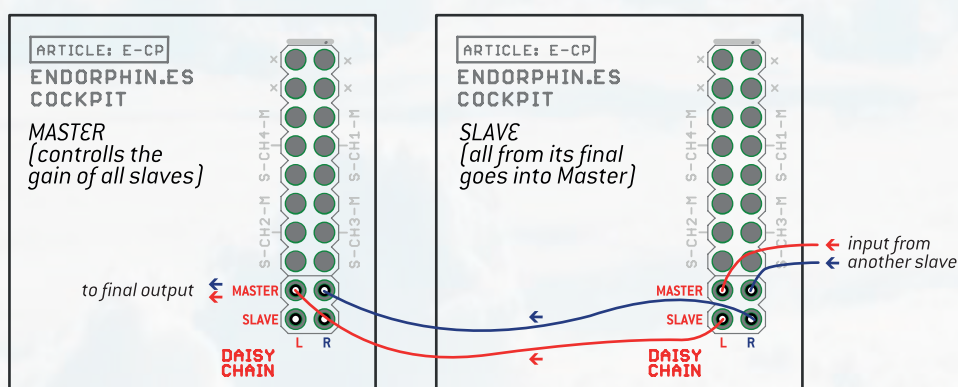 ARTICLE: E-CP
ENDORPHIN.ES
COCKPIT
MASTER
(controlls the
gain of all slaves)
× ×
× ×
S-CH4-M
S-CH1-M
S-CH2-M
S-CH3-M
to final output
MASTER
SLAVE
L R
DAISY
CHAIN
ARTICLE: E-CP
ENDORPHIN.ES
COCKPIT
SLAVE
(all from its final
goes into Master)
× ×
× ×
S-CH4-M
S-CH1-M
S-CH2-M
S-CH3-M
input from
another slave
MASTER
SLAVE
L R
DAISY
CHAIN